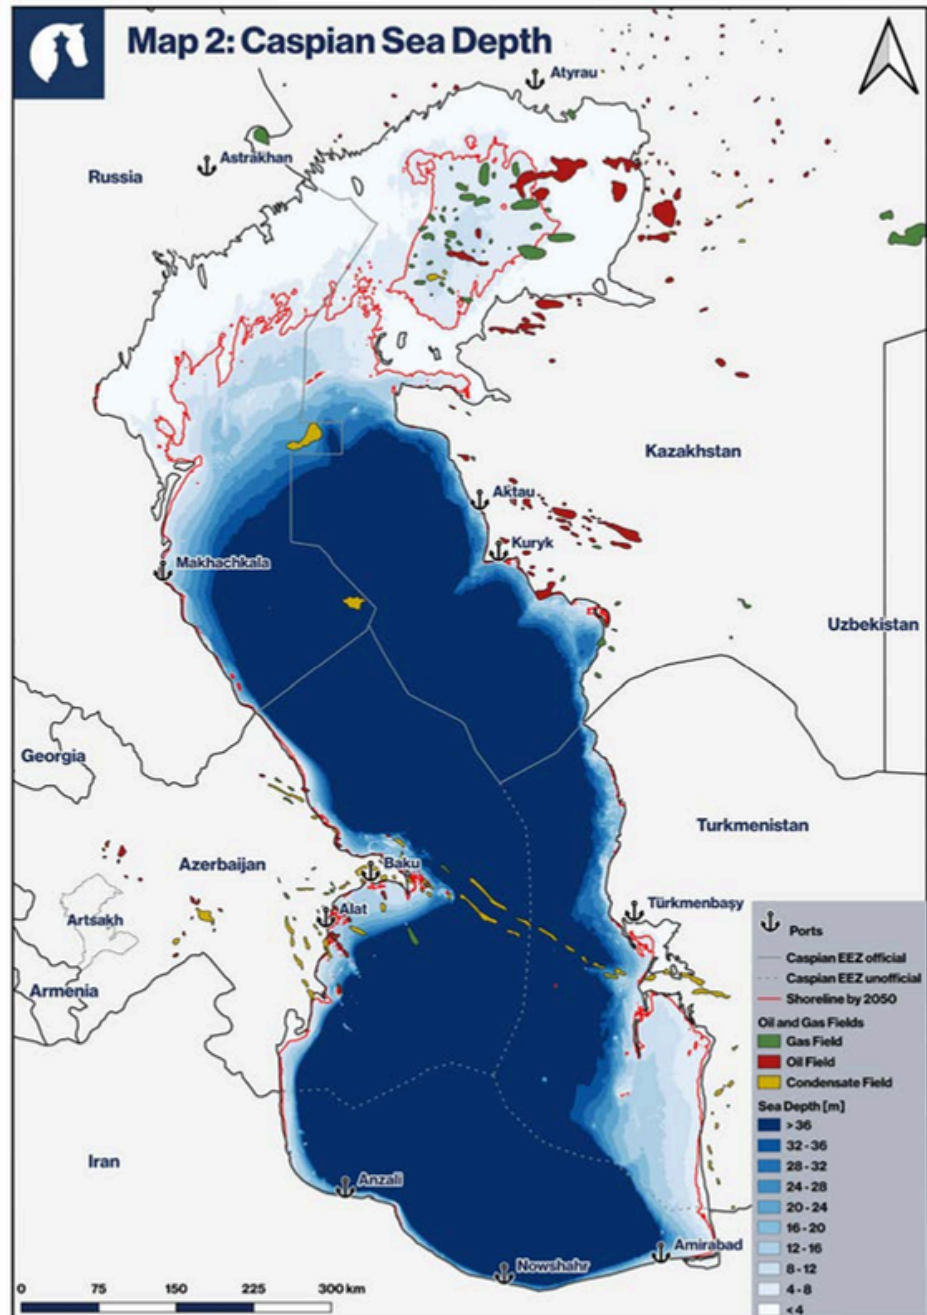 Map 2: Caspian Sea Depth
Atyrau
Astrakhan
Russia
Kazakhstan
Aktau
Kuryk
Makhachkala
Uzbekistan
Georgia
Turkmenistan
Azerbaijan
Baku
Artsakh
Alat
Türkmenbaşy
Armenia
Iran
Anzali
Amirabad
Nowshahr
Ports
Caspian EEZ official
Caspian EEZ unofficial
Shoreline by 2050
Oil and Gas Fields
Gas Field
Oil Field
Condensate Field
Sea Depth [m]
> 36
32 - 36
28 - 32
24 - 28
20 - 24
16 - 20
12 - 16
8 - 12
4 - 8
< 4
0 75 150 225 300 km